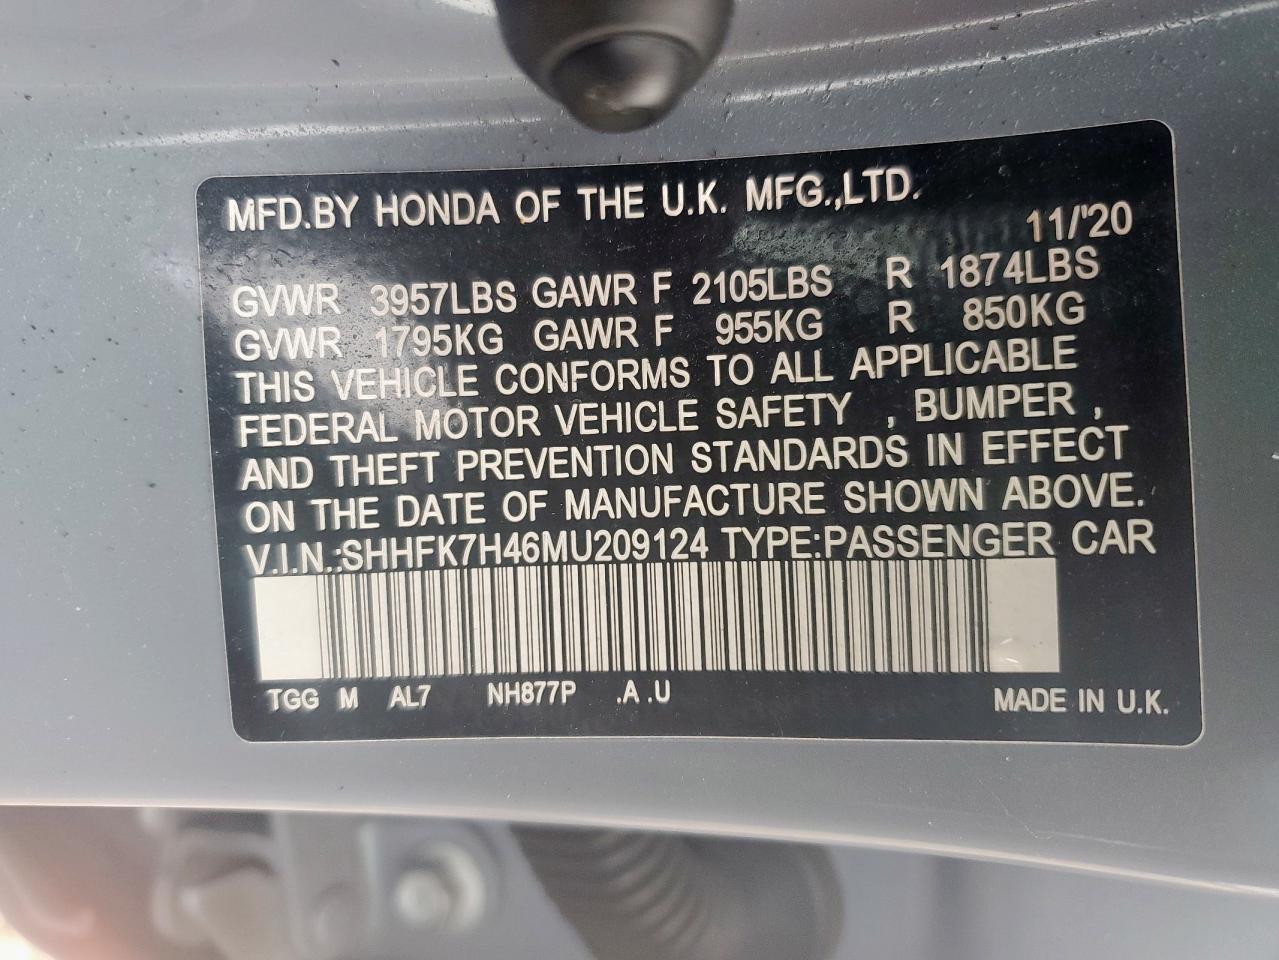 MFD.BY HONDA OF THE U.K. MFG.,LTD.
11/'20
GVWR 3957LBS GAWR F 2105LBS R 1874LBS
GVWR 1795KG GAWR F 955KG R 850KG
THIS VEHICLE CONFORMS TO ALL APPLICABLE
FEDERAL MOTOR VEHICLE SAFETY , BUMPER ,
AND THEFT PREVENTION STANDARDS IN EFFECT
ON THE DATE OF MANUFACTURE SHOWN ABOVE.
V.I.N.:SHHFK7H46MU209124 TYPE:PASSENGER CAR
TGG M AL7 NH877P .A .U MADE IN U.K.